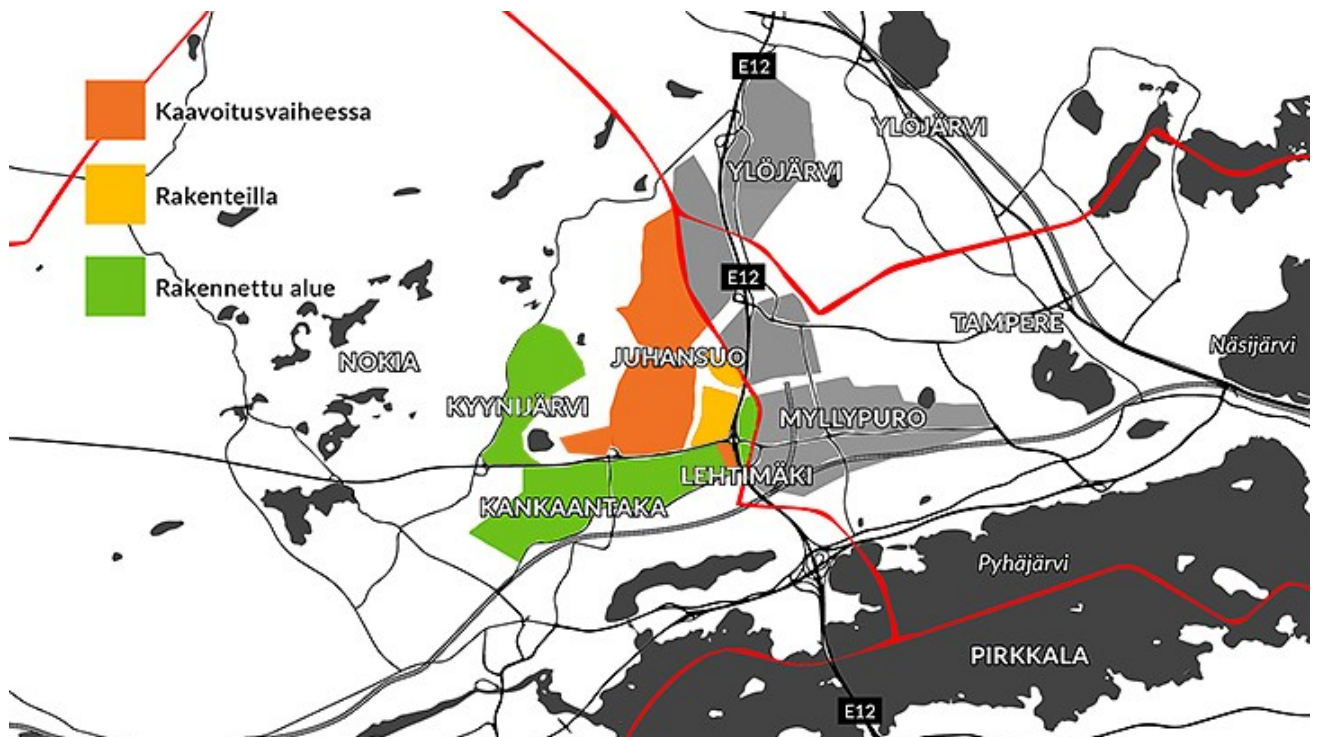 E12
Kaavoitusvaiheessa
YLÖJÄRVI
YLÖJÄRVI
Rakenteilla
E12
Rakennettu alue
TAMPERE
Näsijärvi
NOKIA
JUHANSUO
KYYNIJÄRVI
MYLLYPURO
LEHTIMÄKI
KANKAANTAKA
Pyhäjärvi
PIRKKALA
E12